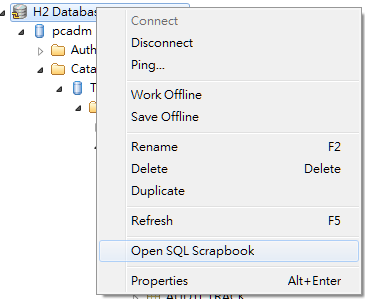 H2 Databas
pcadm
Auth
Cata
T
Connect
Disconnect
Ping...
Work Offline
Save Offline
Rename F2
Delete Delete
Duplicate
Refresh F5
Open SQL Scrapbook
Properties Alt+Enter